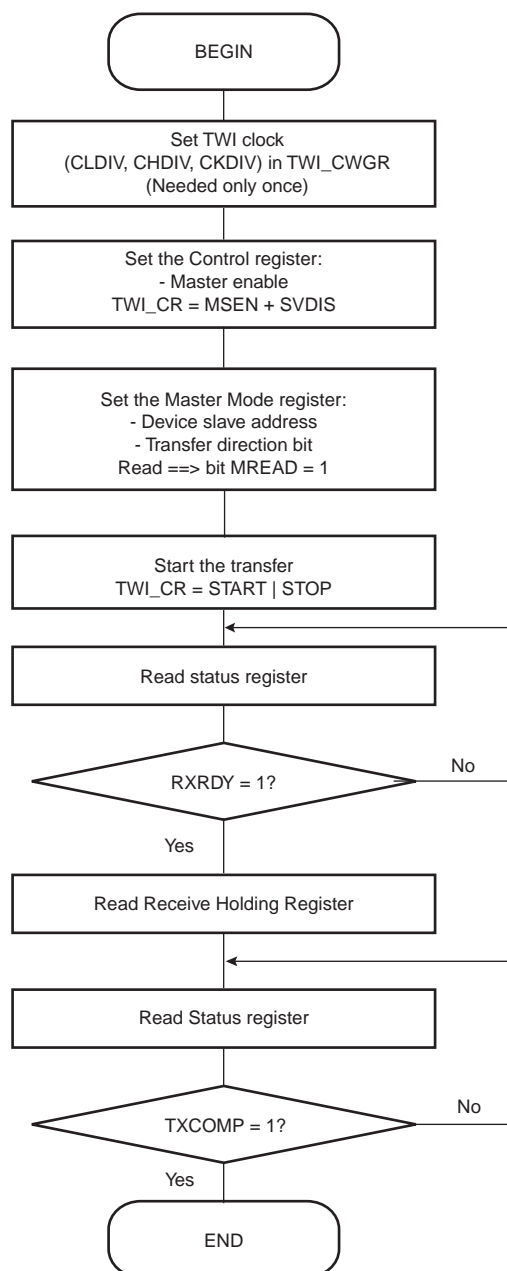 BEGIN
Set TWI clock
(CLDIV, CHDIV, CKDIV) in TWI_CWGR
(Needed only once)
Set the Control register:
- Master enable
TWI_CR = MSEN + SVDIS
Set the Master Mode register:
- Device slave address
- Transfer direction bit
Read ==> bit MREAD = 1
Start the transfer
TWI_CR = START | STOP
Read status register
RXRDY = 1?
No
Yes
Read Receive Holding Register
Read Status register
TXCOMP = 1?
No
Yes
END